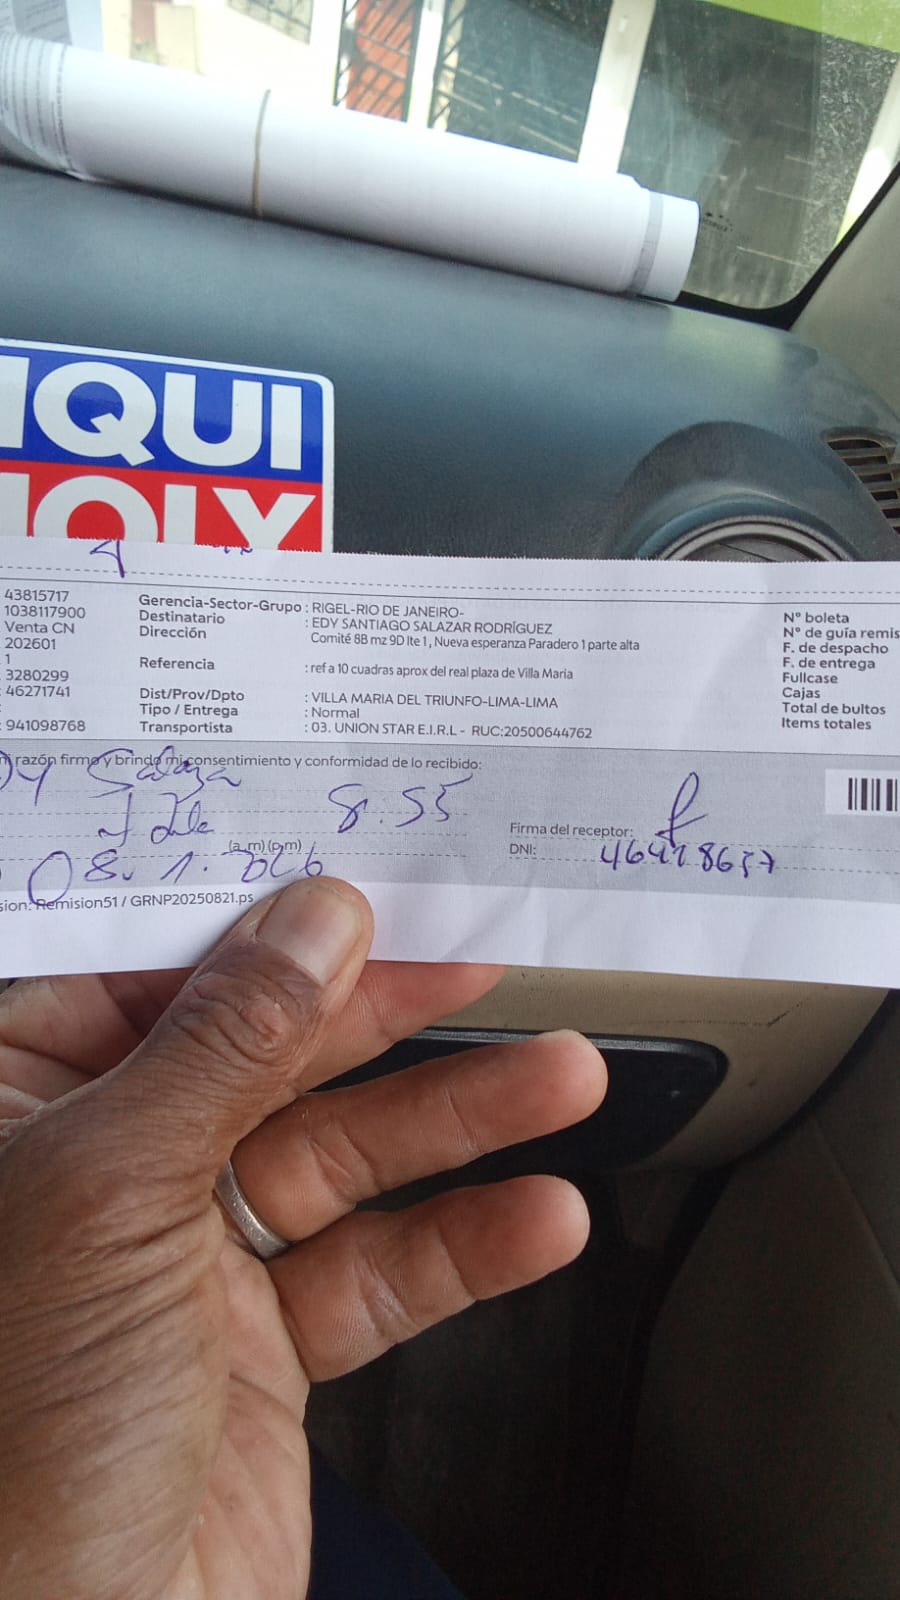 IQUI
MOLY
43815717
1038117900
Venta CN
202601
1
3280299
: 46271741
:
: 941098768
Gerencia-Sector-Grupo : RIGEL-RIO DE JANEIRO-
Destinatario : EDY SANTIAGO SALAZAR RODRÍGUEZ
Dirección Comité 8B mz 9D lte 1 , Nueva esperanza Paradero 1 parte alta
Referencia : ref a 10 cuadras aprox del real plaza de Villa Maria
Dist/Prov/Dpto : VILLA MARIA DEL TRIUNFO-LIMA-LIMA
Tipo / Entrega : Normal
Transportista : 03. UNION STAR E.I.R.L - RUC:20500644762
N° boleta
N° de guía remis
F. de despacho
F. de entrega
Fullcase
Cajas
Total de bultos
Items totales
razón firmo y brindo mi consentimiento y conformidad de lo recibido:
8.55
(a.m) (p.m)
08. 1.
Firma del receptor:
DNI:
sion: Remision51 / GRNP20250821.ps